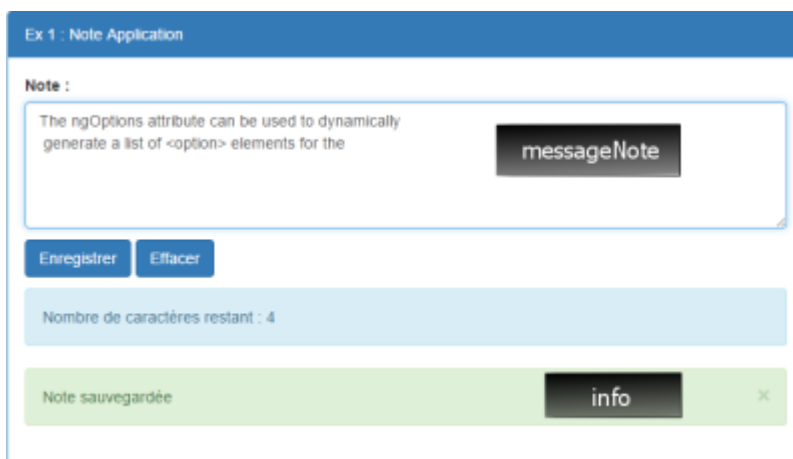 Ex 1 : Note Application
Note :
The ngOptions attribute can be used to dynamically
generate a list of <option> elements for the
messageNote
Enregistrer Effacer
Nombre de caractères restant : 4
Note sauvegardée
info
×